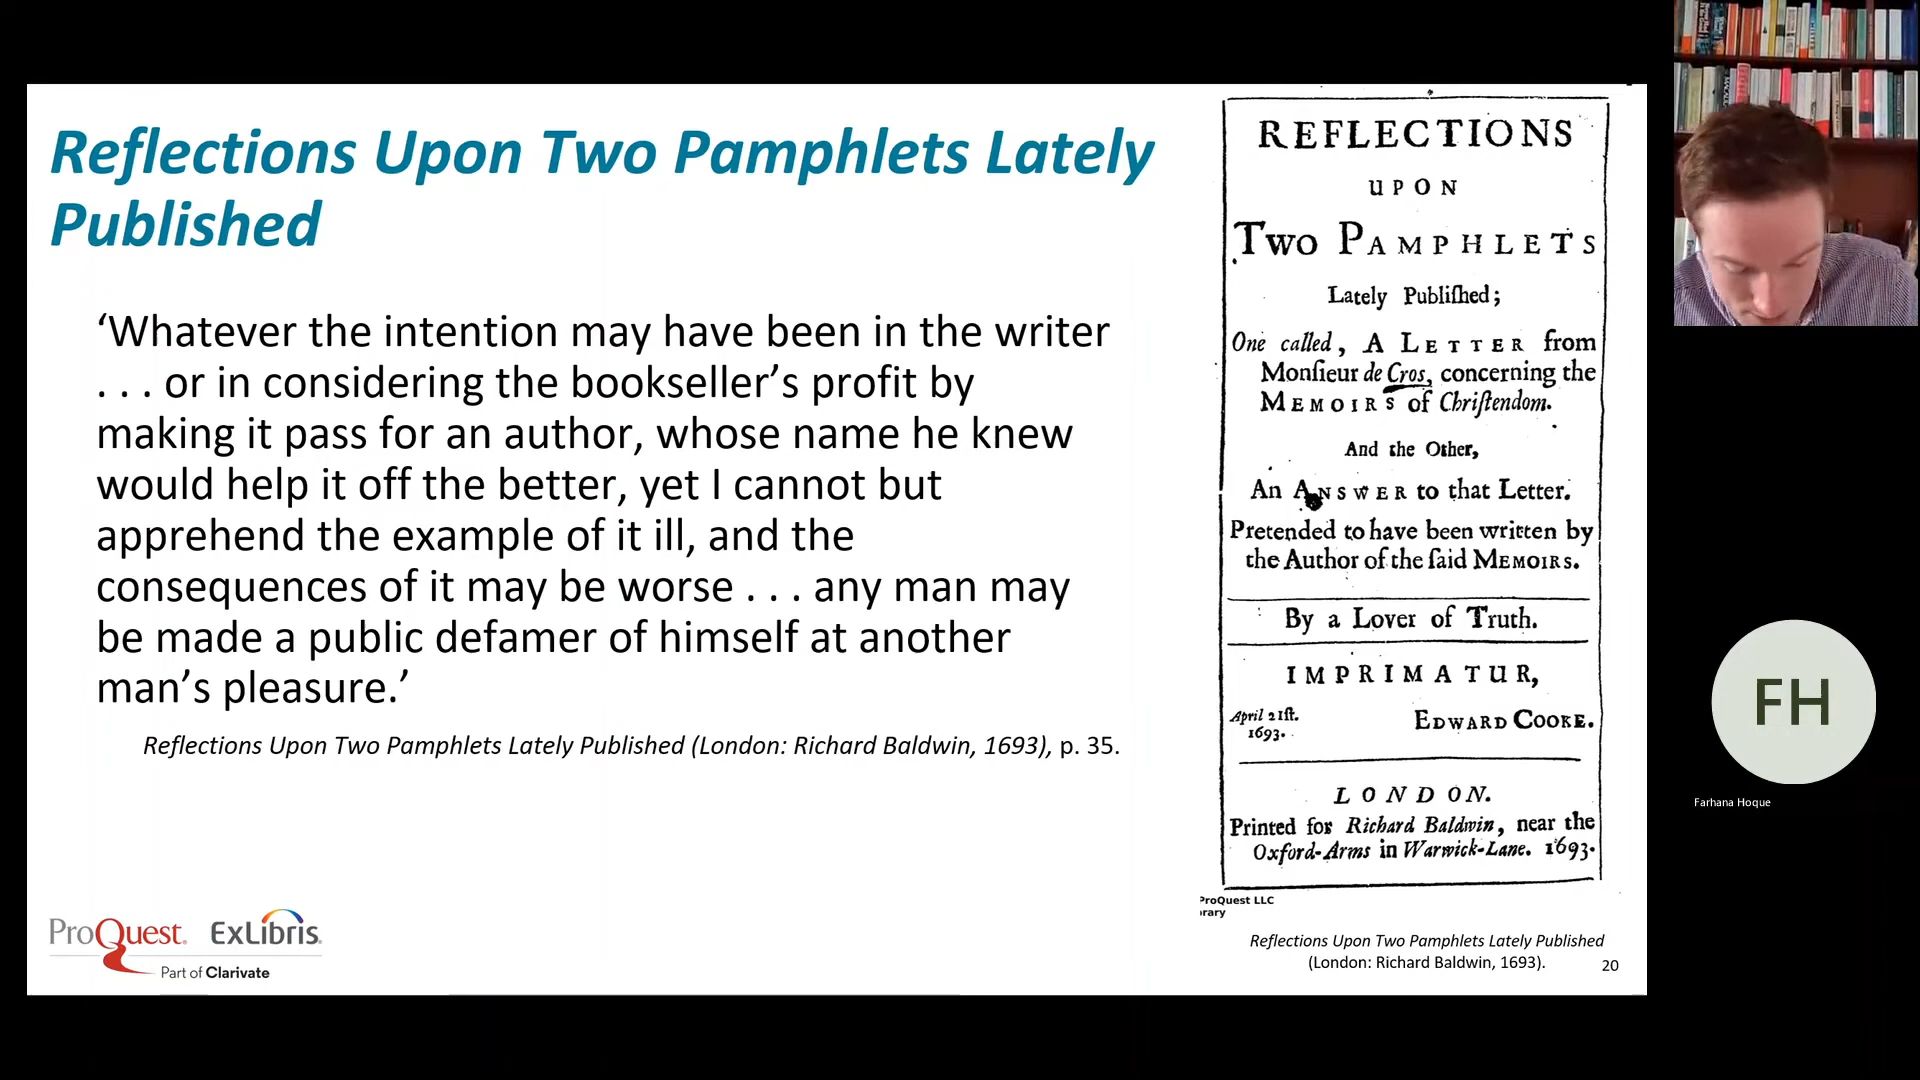 Reflections Upon Two Pamphlets Lately
Published
‘Whatever the intention may have been in the writer
. . . or in considering the bookseller’s profit by
making it pass for an author, whose name he knew
would help it off the better, yet I cannot but
apprehend the example of it ill, and the
consequences of it may be worse . . . any man may
be made a public defamer of himself at another
man’s pleasure.’
Reflections Upon Two Pamphlets Lately Published (London: Richard Baldwin, 1693), p. 35.
ProQuest
ExLibris
Part of Clarivate
REFLECTIONS
UPON
TWO PAMPHLETS
Lately Publiſhed;
One called, A LETTER from
Monſieur de Cros, concerning the
MEMOIRS of Chriſtendom.
And the Other,
An ANSWER to that Letter.
Pretended to have been written by
the Author of the ſaid MEMOIRS.
By a Lover of Truth.
IMPRIMATUR,
April 21ſt.
1693.
EDWARD COOKE.
LONDON.
Printed for Richard Baldwin, near the
Oxford-Arms in Warwick-Lane. 1693.
ProQuest LLC
rary
Reflections Upon Two Pamphlets Lately Published
(London: Richard Baldwin, 1693).
20
FH
Farhana Hoque